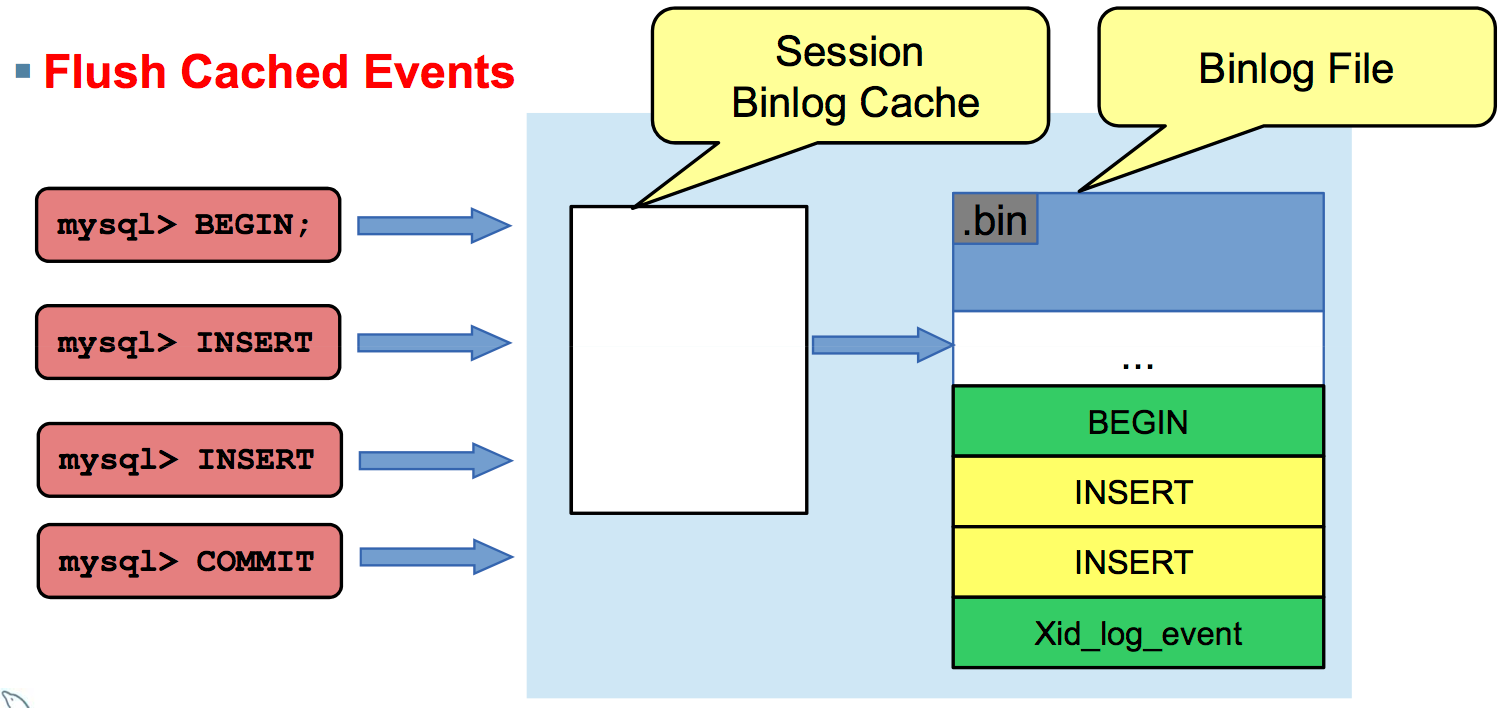 Flush Cached Events
Session
Binlog Cache
Binlog File
mysql> BEGIN;
mysql> INSERT
mysql> INSERT
mysql> COMMIT
.bin
...
BEGIN
INSERT
INSERT
Xid_log_event